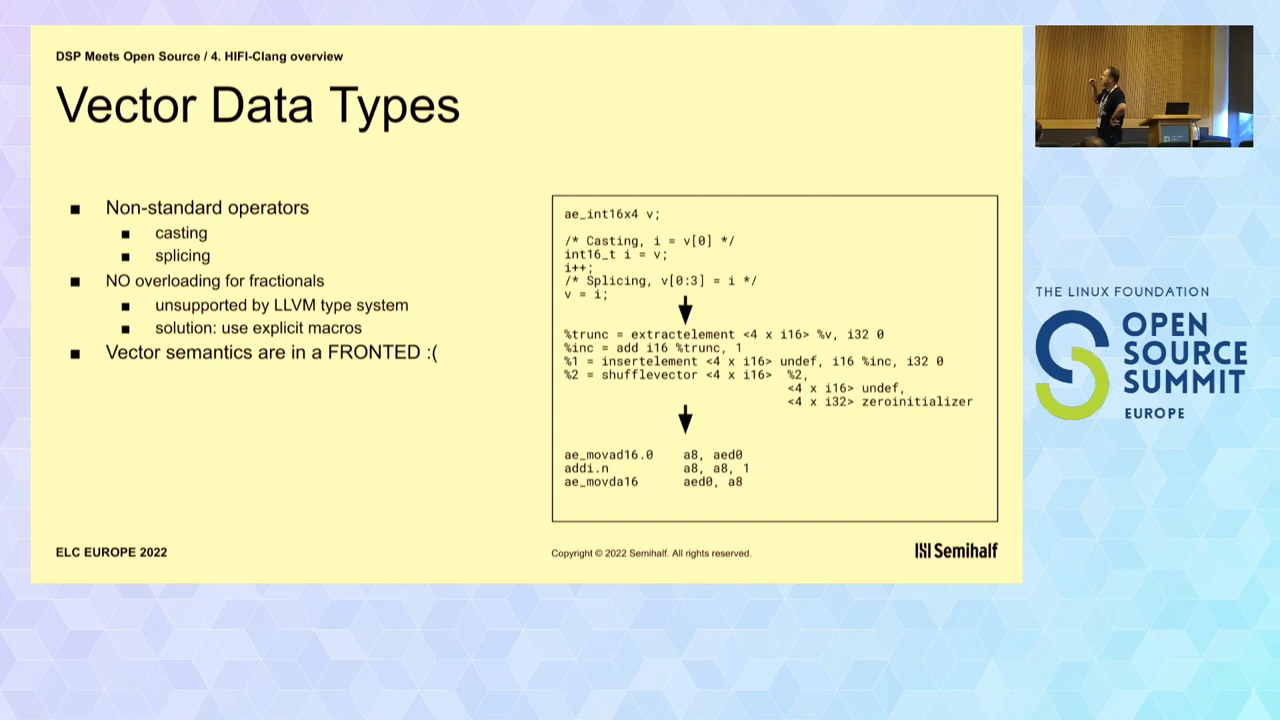 DSP Meets Open Source / 4. HIFI-Clang overview
Vector Data Types
■ Non-standard operators
■ casting
■ splicing
■ NO overloading for fractionals
■ unsupported by LLVM type system
■ solution: use explicit macros
■ Vector semantics are in a FRONTED :(
ae_int16x4 v;
/* Casting, i = v[0] */
int16_t i = v;
i++;
/* Splicing, v[0:3] = i */
v = i;
%trunc = extractelement <4 x i16> %v, i32 0
%inc = add i16 %trunc, 1
%1 = insertelement <4 x i16> undef, i16 %inc, i32 0
%2 = shufflevector <4 x i16> %2,
<4 x i16> undef,
<4 x i32> zeroinitializer
ae_movad16.0 a8, aed0
addi.n a8, a8, 1
ae_movda16 aed0, a8
ELC EUROPE 2022
Copyright © 2022 Semihalf. All rights reserved.
Semihalf
THE LINUX FOUNDATION
OPEN
SOURCE
SUMMIT
EUROPE